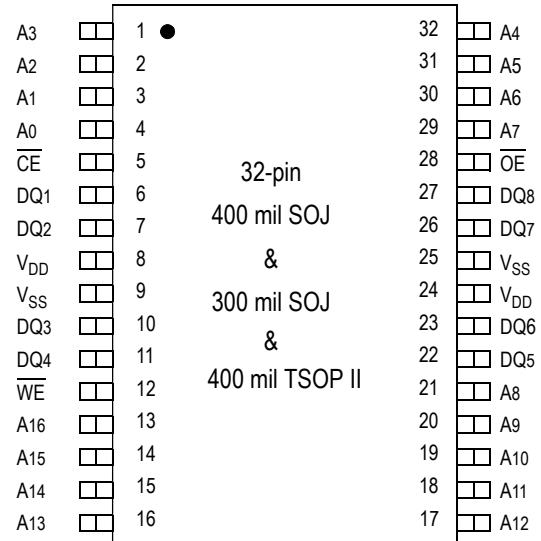 A3 1 32 A4
A2 2 31 A5
A1 3 30 A6
A0 4 29 A7
C̅E̅ 5 28 O̅E̅
DQ1 6 27 DQ8
32-pin
DQ2 7 26 DQ7
400 mil SOJ
VDD 8 25 VSS
&
VSS 9 24 VDD
300 mil SOJ
DQ3 10 23 DQ6
&
DQ4 11 22 DQ5
400 mil TSOP II
W̅E̅ 12 21 A8
A16 13 20 A9
A15 14 19 A10
A14 15 18 A11
A13 16 17 A12